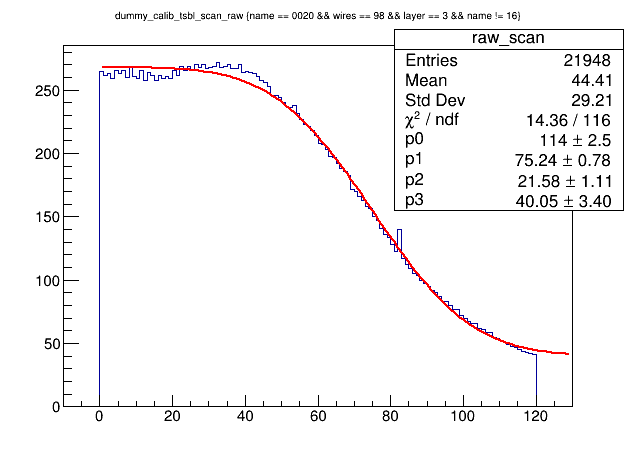 dummy_calib_tsbl_scan_raw {name == 0020 && wires == 98 && layer == 3 && name != 16}
raw_scan
Entries 21948
Mean 44.41
Std Dev 29.21
χ² / ndf 14.36 / 116
p0 114 ± 2.5
p1 75.24 ± 0.78
p2 21.58 ± 1.11
p3 40.05 ± 3.40
250
200
150
100
50
0
0 20 40 60 80 100 120